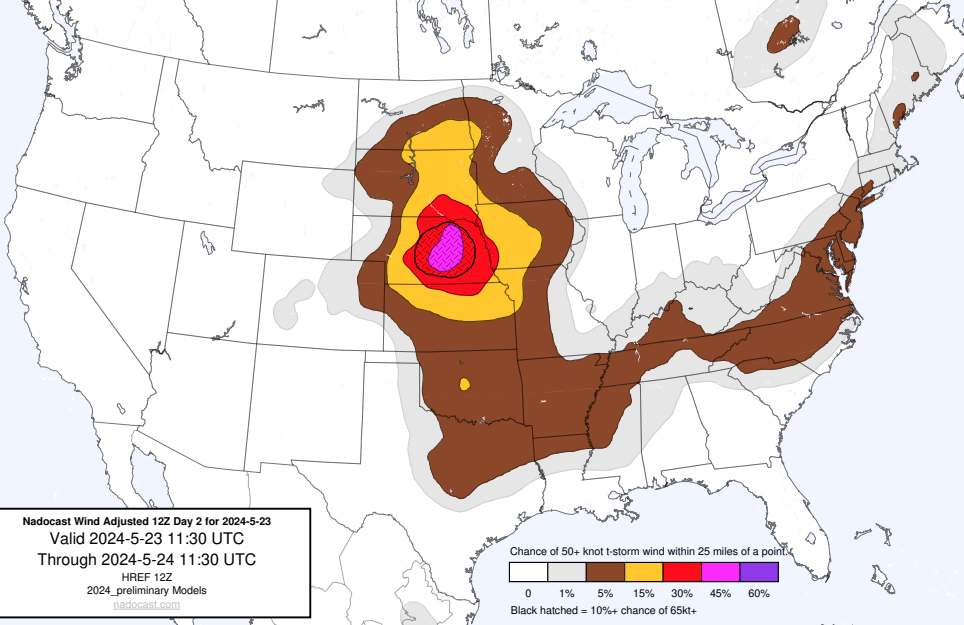 Nadocast Wind Adjusted 12Z Day 2 for 2024-5-23
Valid 2024-5-23 11:30 UTC
Through 2024-5-24 11:30 UTC
HREF 12Z
2024_preliminary Models
nadocast.com
Chance of 50+ knot t-storm wind within 25 miles of a point.
0 1% 5% 15% 30% 45% 60%
Black hatched = 10%+ chance of 65kt+